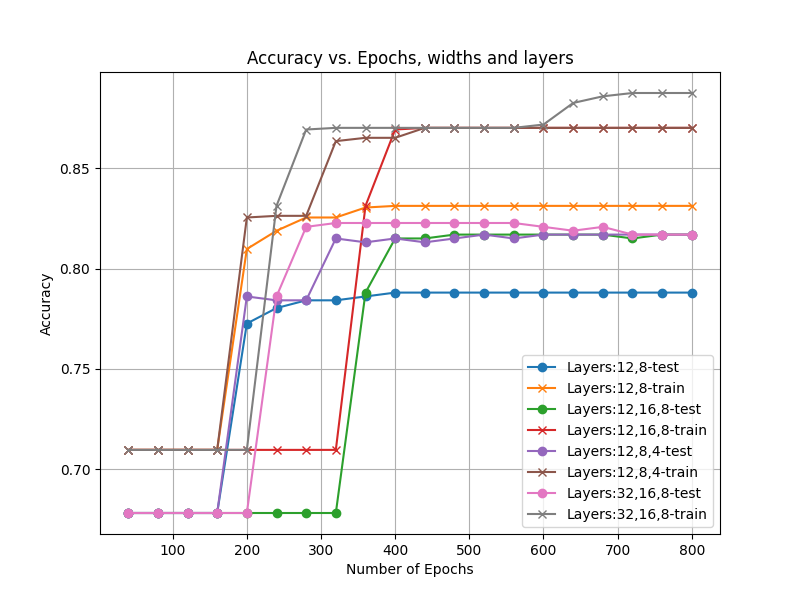 Accuracy vs. Epochs, widths and layers
0.85
0.80
0.75
0.70
Accuracy
Layers:12,8-test
Layers:12,8-train
Layers:12,16,8-test
Layers:12,16,8-train
Layers:12,8,4-test
Layers:12,8,4-train
Layers:32,16,8-test
Layers:32,16,8-train
100 200 300 400 500 600 700 800
Number of Epochs